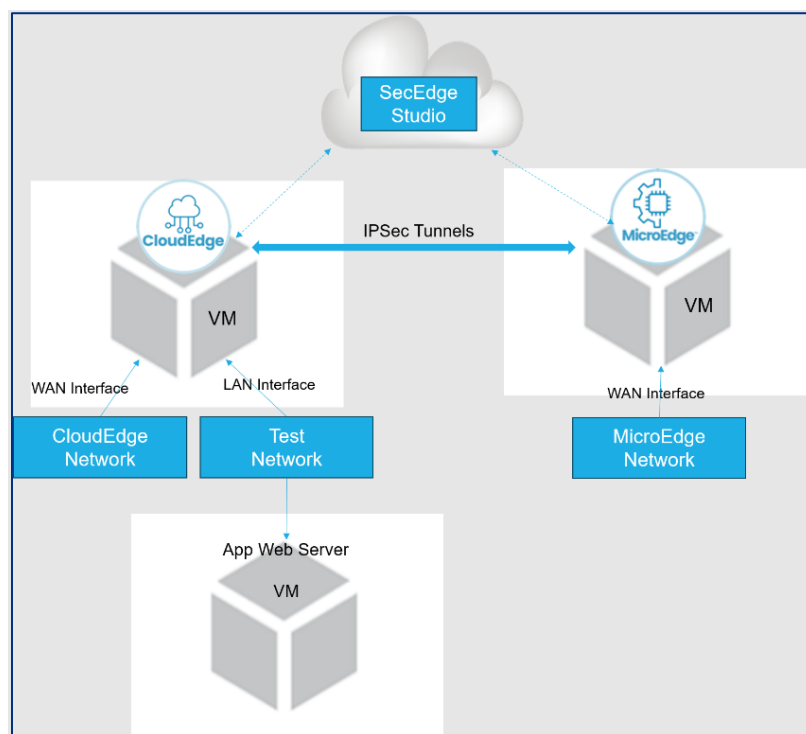 SecEdge
Studio
CloudEdge
IPSec Tunnels
MicroEdge™
VM
VM
WAN Interface
LAN Interface
WAN Interface
CloudEdge
Network
Test
Network
MicroEdge
Network
App Web Server
VM